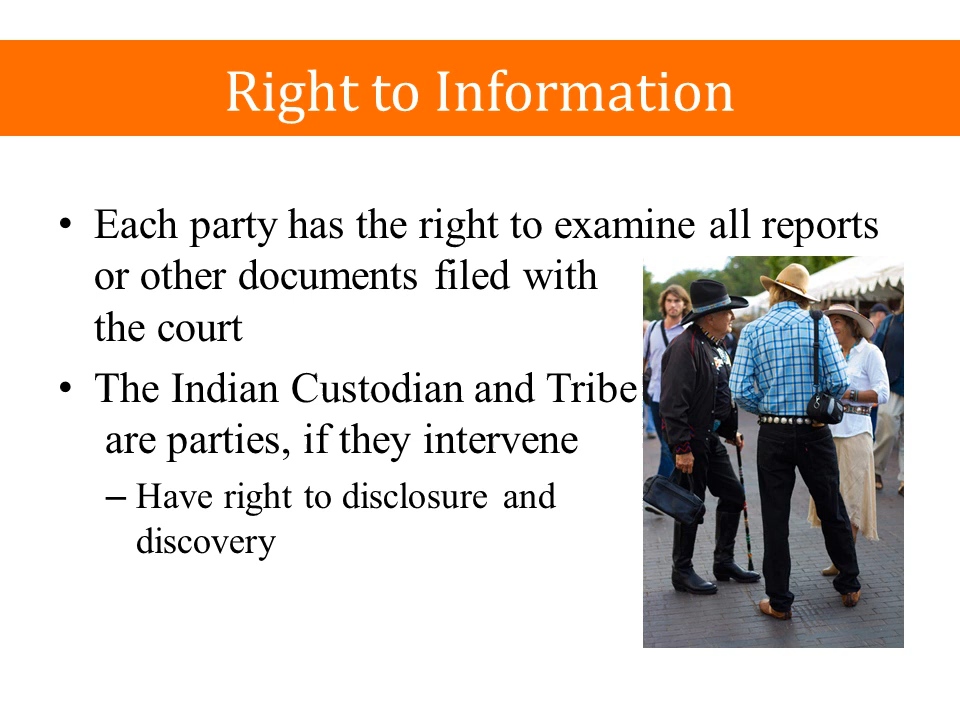 Right to Information
• Each party has the right to examine all reports
or other documents filed with
the court
• The Indian Custodian and Tribe
are parties, if they intervene
– Have right to disclosure and
discovery